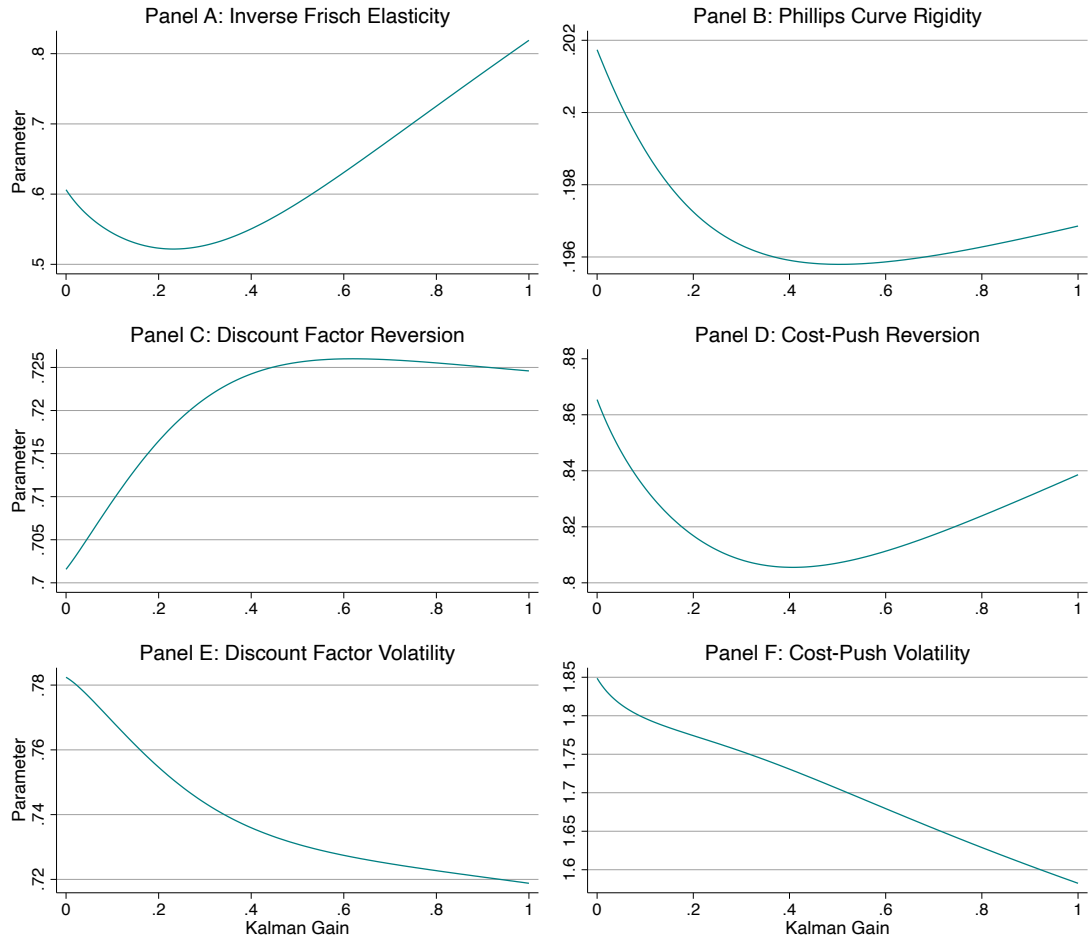 Panel A: Inverse Frisch Elasticity
Parameter
.8
.7
.6
.5
0 .2 .4 .6 .8 1
Panel B: Phillips Curve Rigidity
.202
.2
.198
.196
0 .2 .4 .6 .8 1
Panel C: Discount Factor Reversion
Parameter
.725
.72
.715
.71
.705
.7
0 .2 .4 .6 .8 1
Panel D: Cost-Push Reversion
.88
.86
.84
.82
.8
0 .2 .4 .6 .8 1
Panel E: Discount Factor Volatility
Parameter
.78
.76
.74
.72
0 .2 .4 .6 .8 1
Kalman Gain
Panel F: Cost-Push Volatility
1.85
1.8
1.75
1.7
1.65
1.6
0 .2 .4 .6 .8 1
Kalman Gain